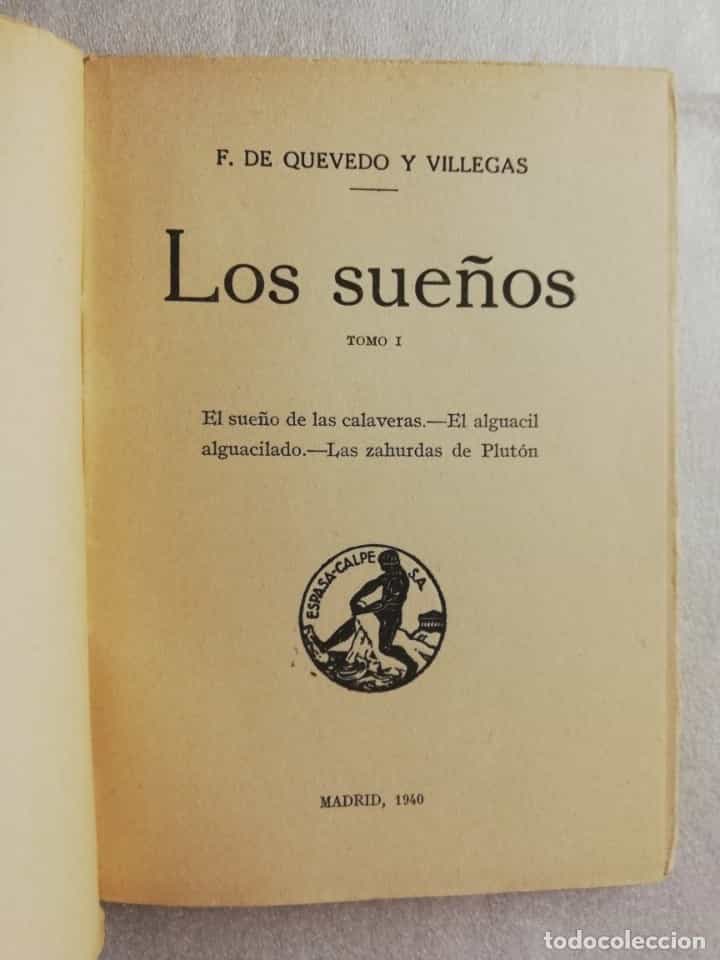 F. DE QUEVEDO Y VILLEGAS
Los sueños
TOMO I
El sueño de las calaveras.—El alguacil
alguacilado.—Las zahurdas de Plutón
ESPASA-CALPE S.A.
MADRID, 1940
todocoleccion